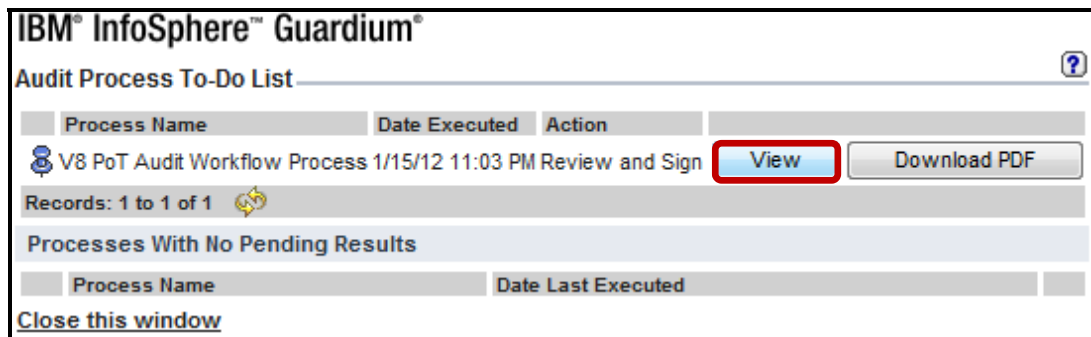 IBM® InfoSphere™ Guardium®
?
Audit Process To-Do List
Process Name Date Executed Action
V8 PoT Audit Workflow Process 1/15/12 11:03 PM Review and Sign View Download PDF
Records: 1 to 1 of 1
Processes With No Pending Results
Process Name Date Last Executed
Close this window